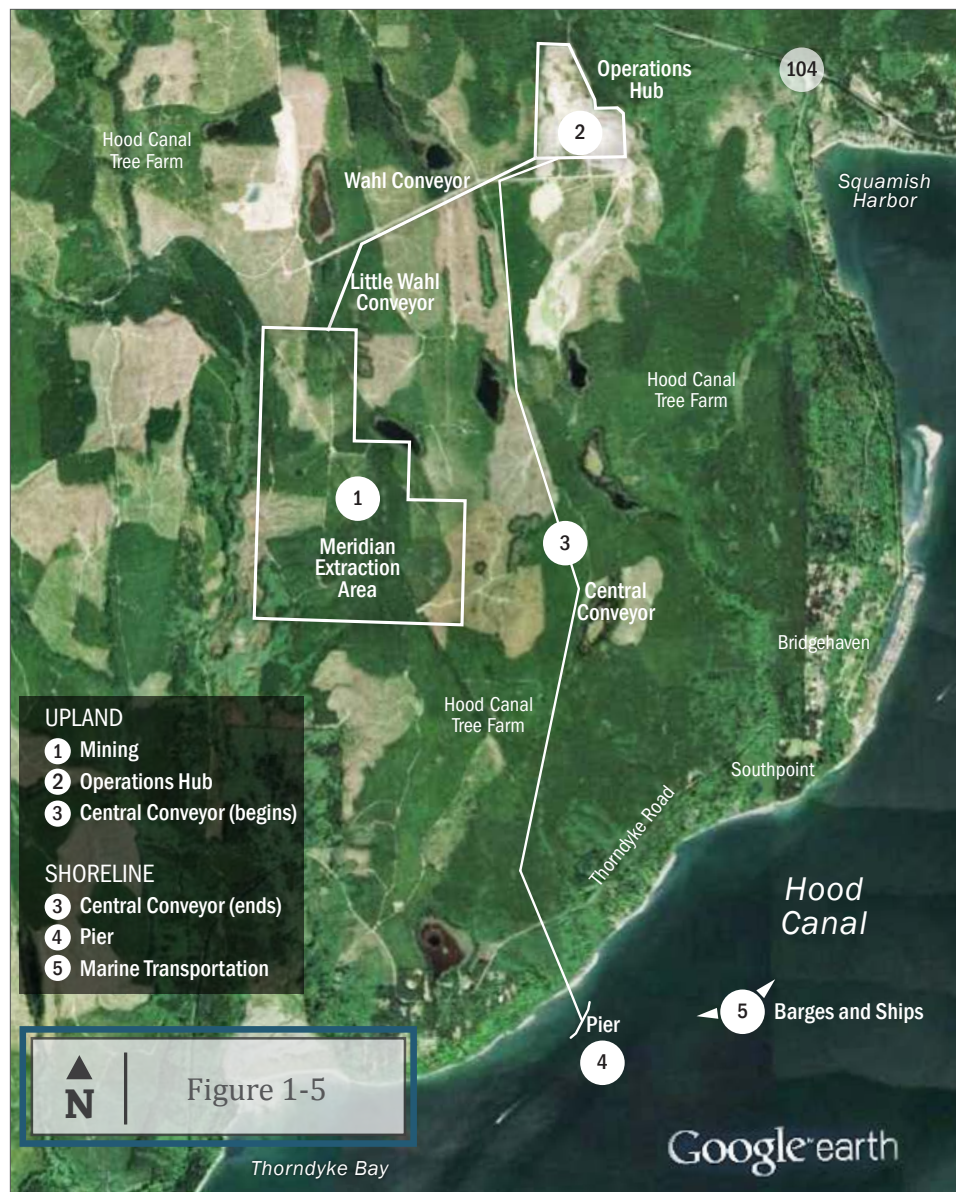 Operations
Hub
104
2
Hood Canal
Tree Farm
Wahl Conveyor
Squamish
Harbor
Little Wahl
Conveyor
Hood Canal
Tree Farm
1
Meridian
Extraction
Area
3
Central
Conveyor
Bridgehaven
Hood Canal
Tree Farm
Southpoint
Thorndyke Road
UPLAND
1 Mining
2 Operations Hub
3 Central Conveyor (begins)
SHORELINE
3 Central Conveyor (ends)
4 Pier
5 Marine Transportation
Hood
Canal
5 Barges and Ships
Pier
4
N
Figure 1-5
Thorndyke Bay
Google earth